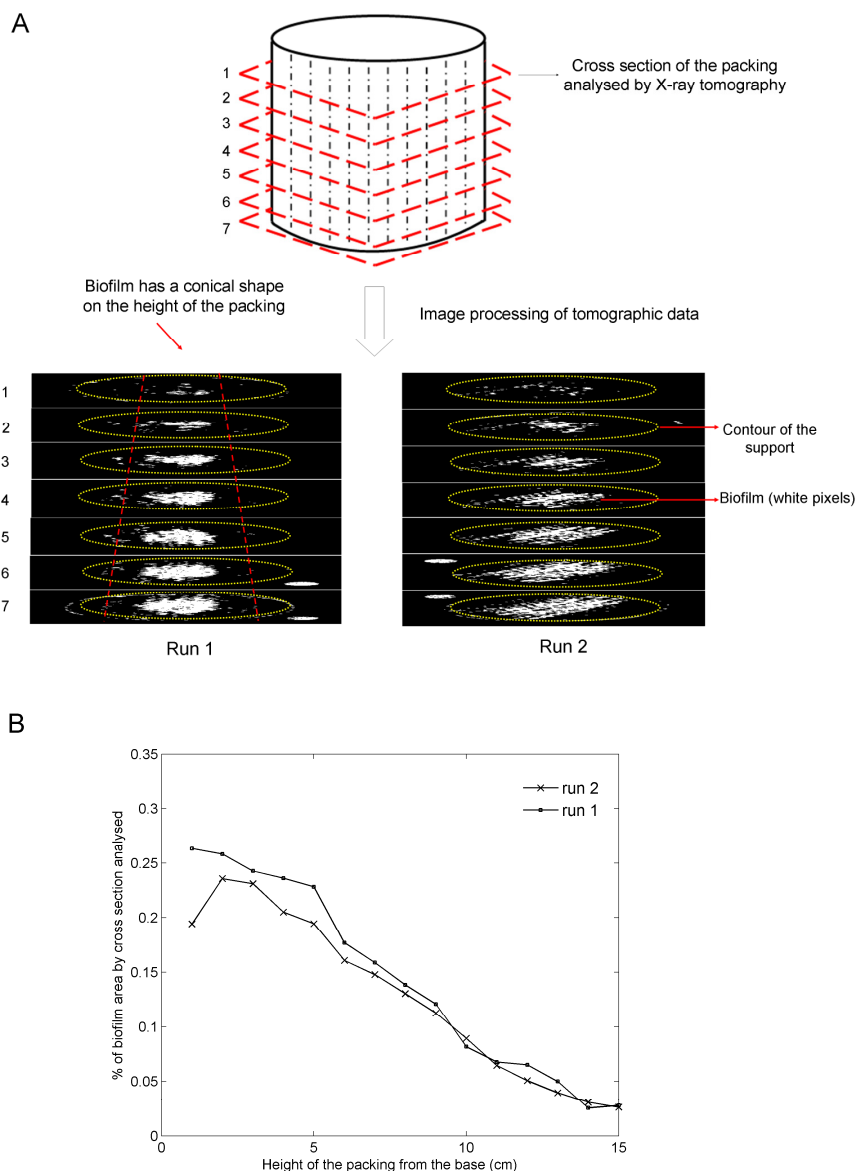 A
Cross section of the packing
analysed by X-ray tomography
1
2
3
4
5
6
7
Biofilm has a conical shape
on the height of the packing
Image processing of tomographic data
1
2
3
4
5
6
7
Contour of the
support
Biofilm (white pixels)
Run 1
Run 2
B
% of biofilm area by cross section analysed
0.35
0.3
0.25
0.2
0.15
0.1
0.05
0
run 2
run 1
0
5
10
15
Height of the packing from the base (cm)